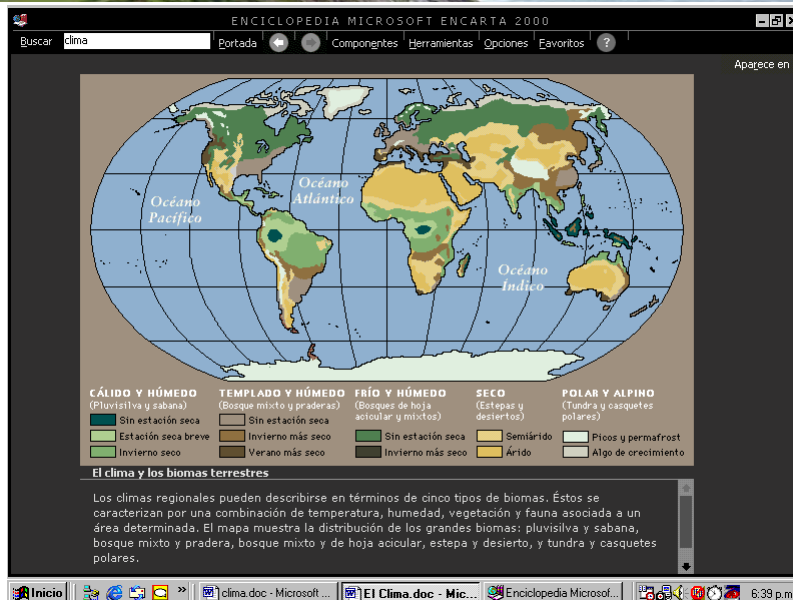 ENCICLOPEDIA MICROSOFT ENCARTA 2000
Buscar clima Portada Componentes Herramientas Opciones Favoritos ?
Aparece en
Océano Pacífico
Océano Atlántico
Océano Índico
CÁLIDO Y HÚMEDO
(Pluvisilva y sabana)
Sin estación seca
Estación seca breve
Invierno seco
TEMPLADO Y HÚMEDO
(Bosque mixto y praderas)
Sin estación seca
Invierno más seco
Verano más seco
FRÍO Y HÚMEDO
(Bosques de hoja
acicular y mixtos)
Sin estación seca
Invierno más seco
SECO
(Estepas y
desiertos)
Semiárido
Árido
POLAR Y ALPINO
(Tundra y casquetes
polares)
Picos y permafrost
Algo de crecimiento
El clima y los biomas terrestres
Los climas regionales pueden describirse en términos de cinco tipos de biomas. Éstos se
caracterizan por una combinación de temperatura, humedad, vegetación y fauna asociada a un
área determinada. El mapa muestra la distribución de los grandes biomas: pluvisilva y sabana,
bosque mixto y pradera, bosque mixto y de hoja acicular, estepa y desierto, y tundra y casquetes
polares.
Inicio » clima.doc - Microsoft ... El Clima.doc - Mic... Enciclopedia Microsof... 6:39 p.m.